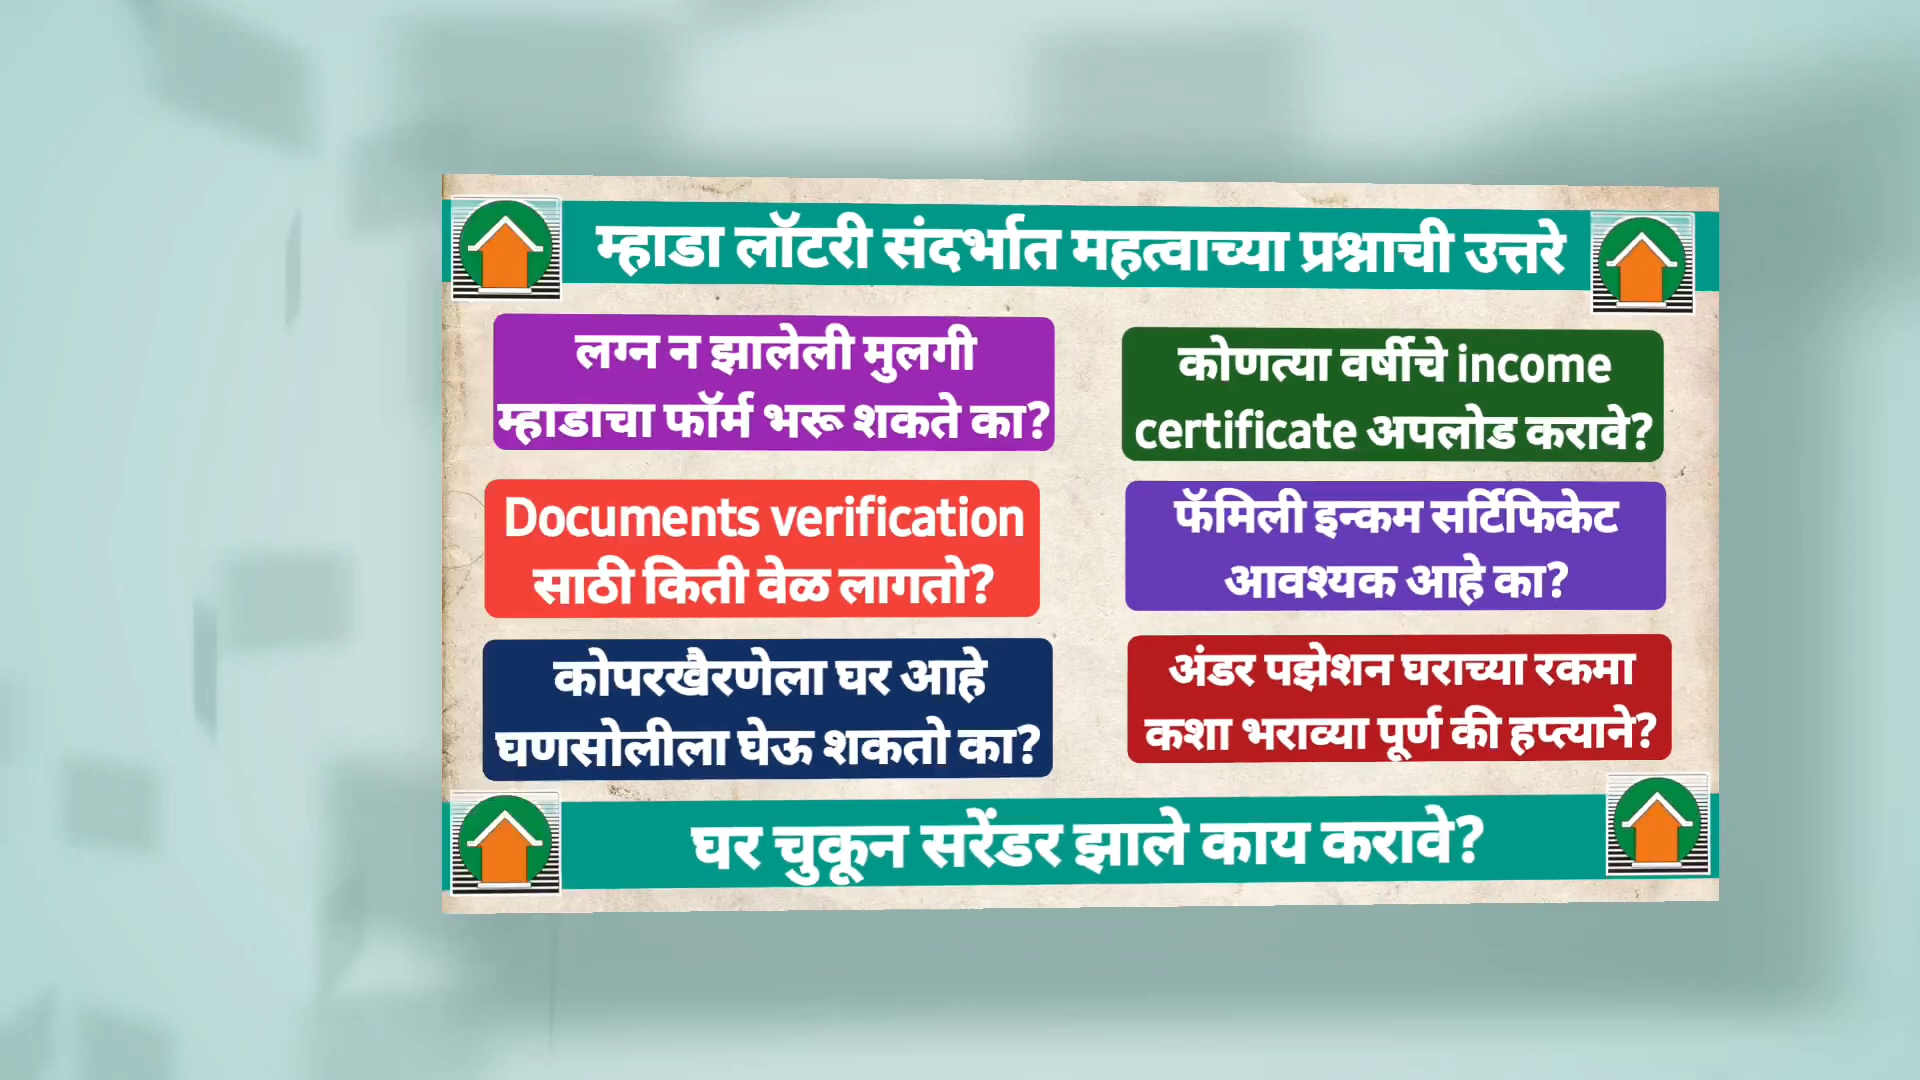 म्हाडा लॉटरी संदर्भात महत्वाच्या प्रश्नाची उत्तरे
लग्न न झालेली मुलगी
म्हाडाचा फॉर्म भरू शकते का?
कोणत्या वर्षीचे income
certificate अपलोड करावे?
Documents verification
साठी किती वेळ लागतो?
फॅमिली इन्कम सर्टिफिकेट
आवश्यक आहे का?
कोपरखैरणेला घर आहे
घणसोलीला घेऊ शकतो का?
अंडर पझेशन घराच्या रकमा
कशा भराव्या पूर्ण की हप्त्याने?
घर चुकून सरेंडर झाले काय करावे?